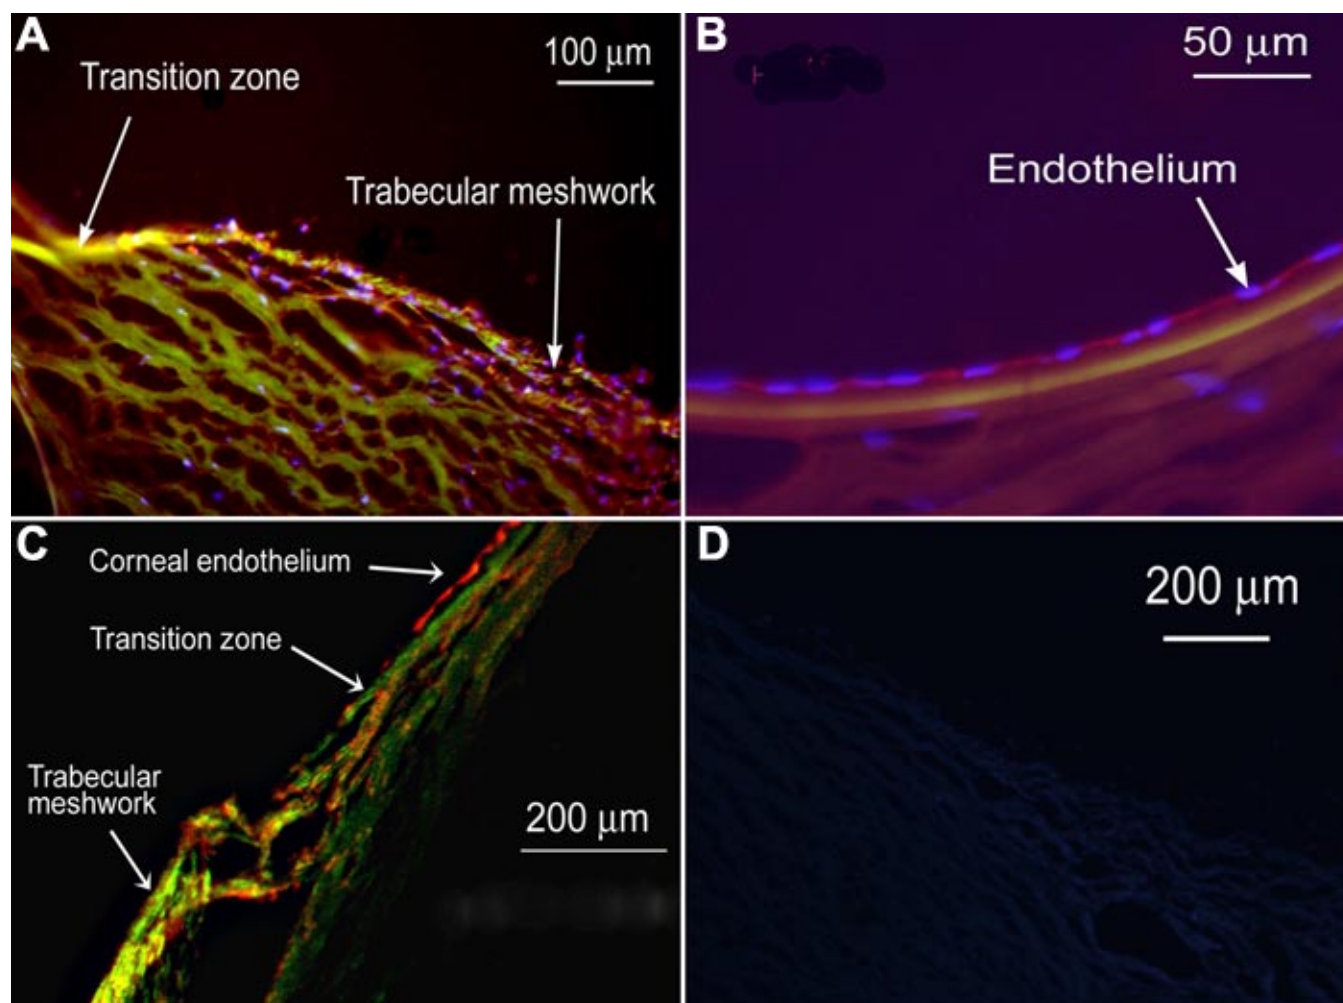 A
100 µm
Transition zone
Trabecular meshwork
B
50 µm
Endothelium
C
Corneal endothelium
Transition zone
Trabecular
meshwork
200 µm
D
200 µm